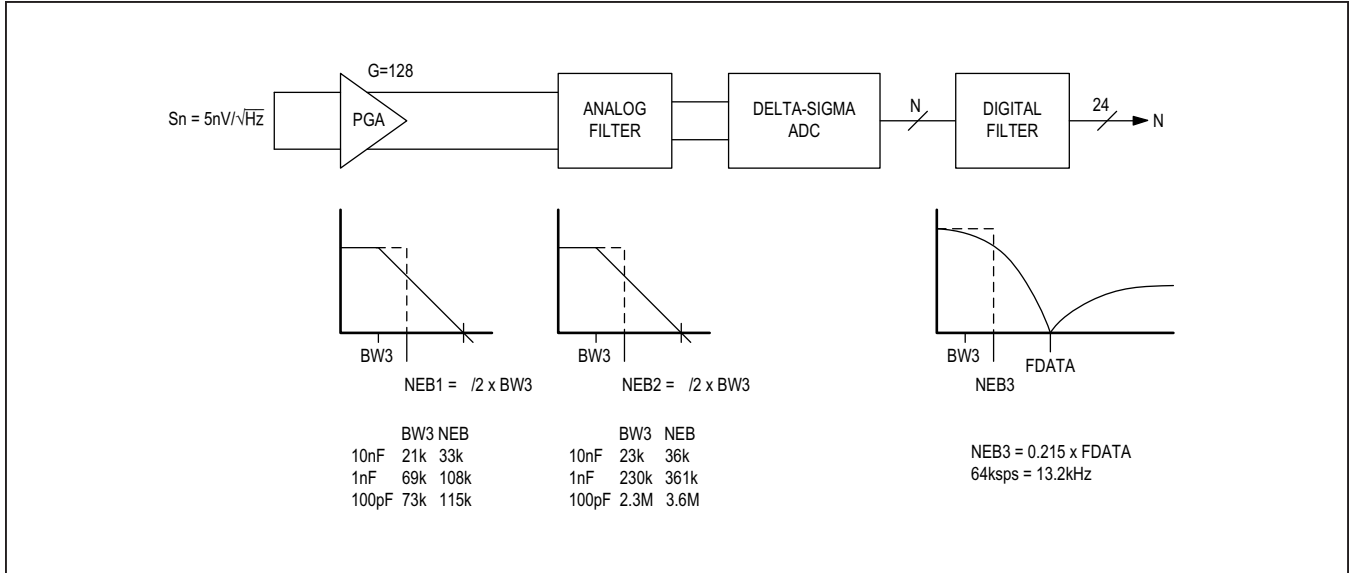 G=128
Sn = 5nV/√Hz
PGA
ANALOG
FILTER
DELTA-SIGMA
ADC
N
DIGITAL
FILTER
24
N
BW3
NEB1 = /2 x BW3
BW3 NEB
10nF 21k 33k
1nF 69k 108k
100pF 73k 115k
BW3
NEB2 = /2 x BW3
BW3 NEB
10nF 23k 36k
1nF 230k 361k
100pF 2.3M 3.6M
BW3
NEB3
FDATA
NEB3 = 0.215 x FDATA
64ksps = 13.2kHz